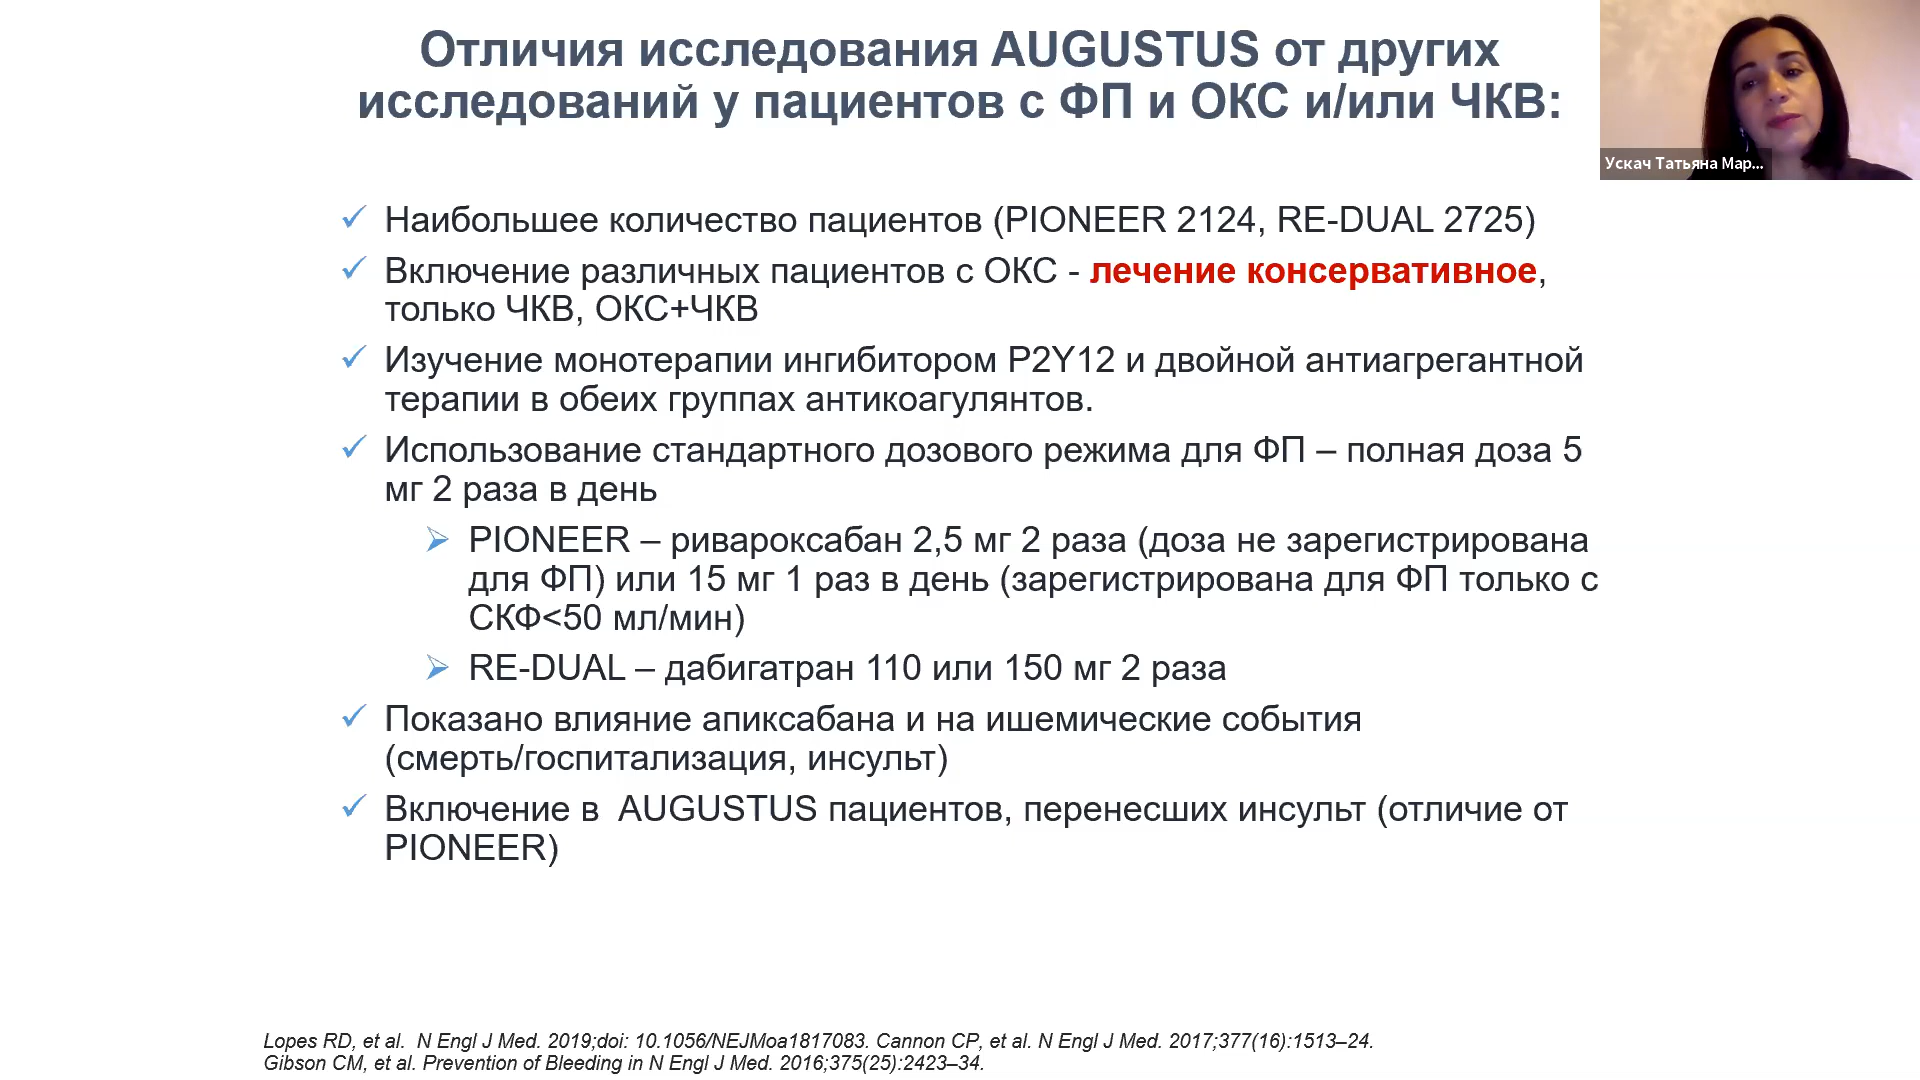 Отличия исследования AUGUSTUS от других
исследований у пациентов с ФП и ОКС и/или ЧКВ:
Ускач Татьяна Мар...
✓ Наибольшее количество пациентов (PIONEER 2124, RE-DUAL 2725)
✓ Включение различных пациентов с ОКС - лечение консервативное,
только ЧКВ, ОКС+ЧКВ
✓ Изучение монотерапии ингибитором P2Y12 и двойной антиагрегантной
терапии в обеих группах антикоагулянтов.
✓ Использование стандартного дозового режима для ФП – полная доза 5
мг 2 раза в день
➢ PIONEER – ривароксабан 2,5 мг 2 раза (доза не зарегистрирована
для ФП) или 15 мг 1 раз в день (зарегистрирована для ФП только с
СКФ<50 мл/мин)
➢ RE-DUAL – дабигатран 110 или 150 мг 2 раза
✓ Показано влияние апиксабана и на ишемические события
(смерть/госпитализация, инсульт)
✓ Включение в  AUGUSTUS пациентов, перенесших инсульт (отличие от
PIONEER)
Lopes RD, et al.  N Engl J Med. 2019;doi: 10.1056/NEJMoa1817083. Cannon CP, et al. N Engl J Med. 2017;377(16):1513–24.
Gibson CM, et al. Prevention of Bleeding in N Engl J Med. 2016;375(25):2423–34.